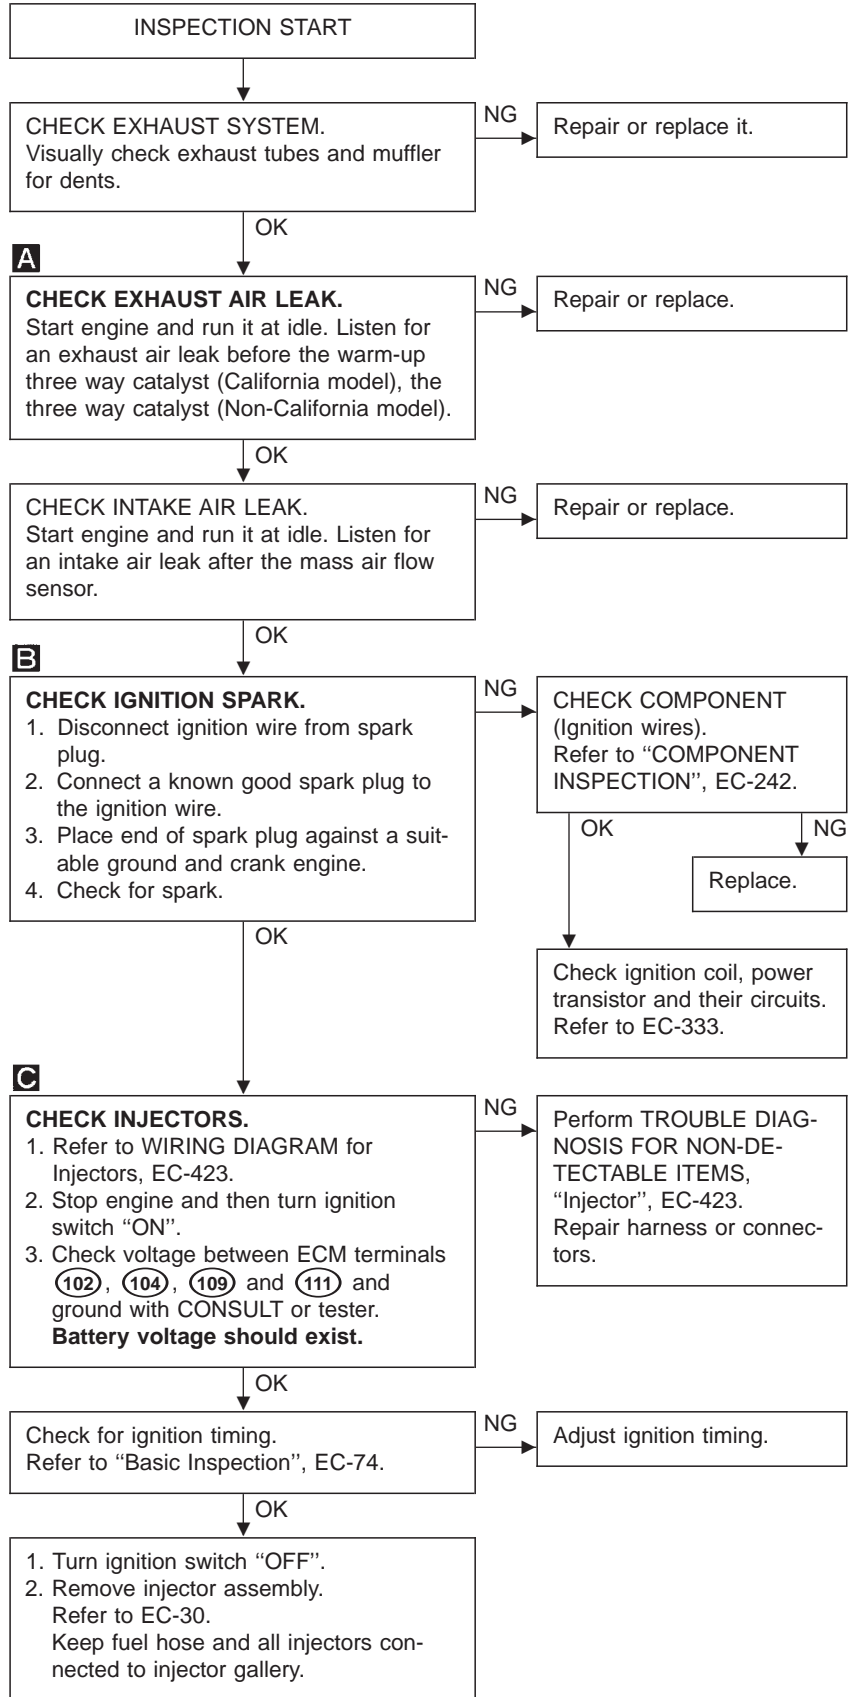 INSPECTION START
CHECK EXHAUST SYSTEM.
Visually check exhaust tubes and muffler
for dents.
NG
Repair or replace it.
OK
A
CHECK EXHAUST AIR LEAK.
Start engine and run it at idle. Listen for
an exhaust air leak before the warm-up
three way catalyst (California model), the
three way catalyst (Non-California model).
NG
Repair or replace.
OK
CHECK INTAKE AIR LEAK.
Start engine and run it at idle. Listen for
an intake air leak after the mass air flow
sensor.
NG
Repair or replace.
OK
B
CHECK IGNITION SPARK.
1. Disconnect ignition wire from spark
plug.
2. Connect a known good spark plug to
the ignition wire.
3. Place end of spark plug against a suit-
able ground and crank engine.
4. Check for spark.
NG
CHECK COMPONENT
(Ignition wires).
Refer to ‘‘COMPONENT
INSPECTION’’, EC-242.
OK
NG
Replace.
Check ignition coil, power
transistor and their circuits.
Refer to EC-333.
OK
C
CHECK INJECTORS.
1. Refer to WIRING DIAGRAM for
Injectors, EC-423.
2. Stop engine and then turn ignition
switch ‘‘ON’’.
3. Check voltage between ECM terminals
102, 104, 109 and 111 and
ground with CONSULT or tester.
Battery voltage should exist.
NG
Perform TROUBLE DIAG-
NOSIS FOR NON-DE-
TECTABLE ITEMS,
‘‘Injector’’, EC-423.
Repair harness or connec-
tors.
OK
Check for ignition timing.
Refer to ‘‘Basic Inspection’’, EC-74.
NG
Adjust ignition timing.
OK
1. Turn ignition switch ‘‘OFF’’.
2. Remove injector assembly.
Refer to EC-30.
Keep fuel hose and all injectors con-
nected to injector gallery.